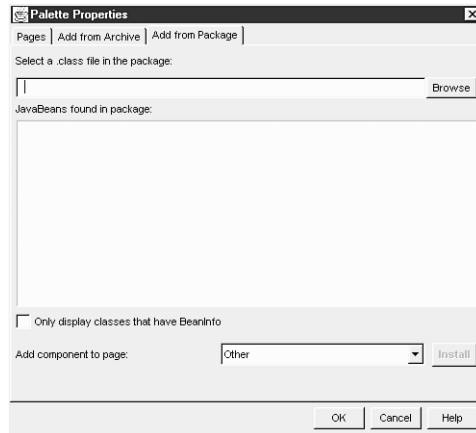 Palette Properties
Pages Add from Archive Add from Package
Select a .class file in the package:
Browse
JavaBeans found in package:
Only display classes that have BeanInfo
Add component to page: Other Install
OK Cancel Help